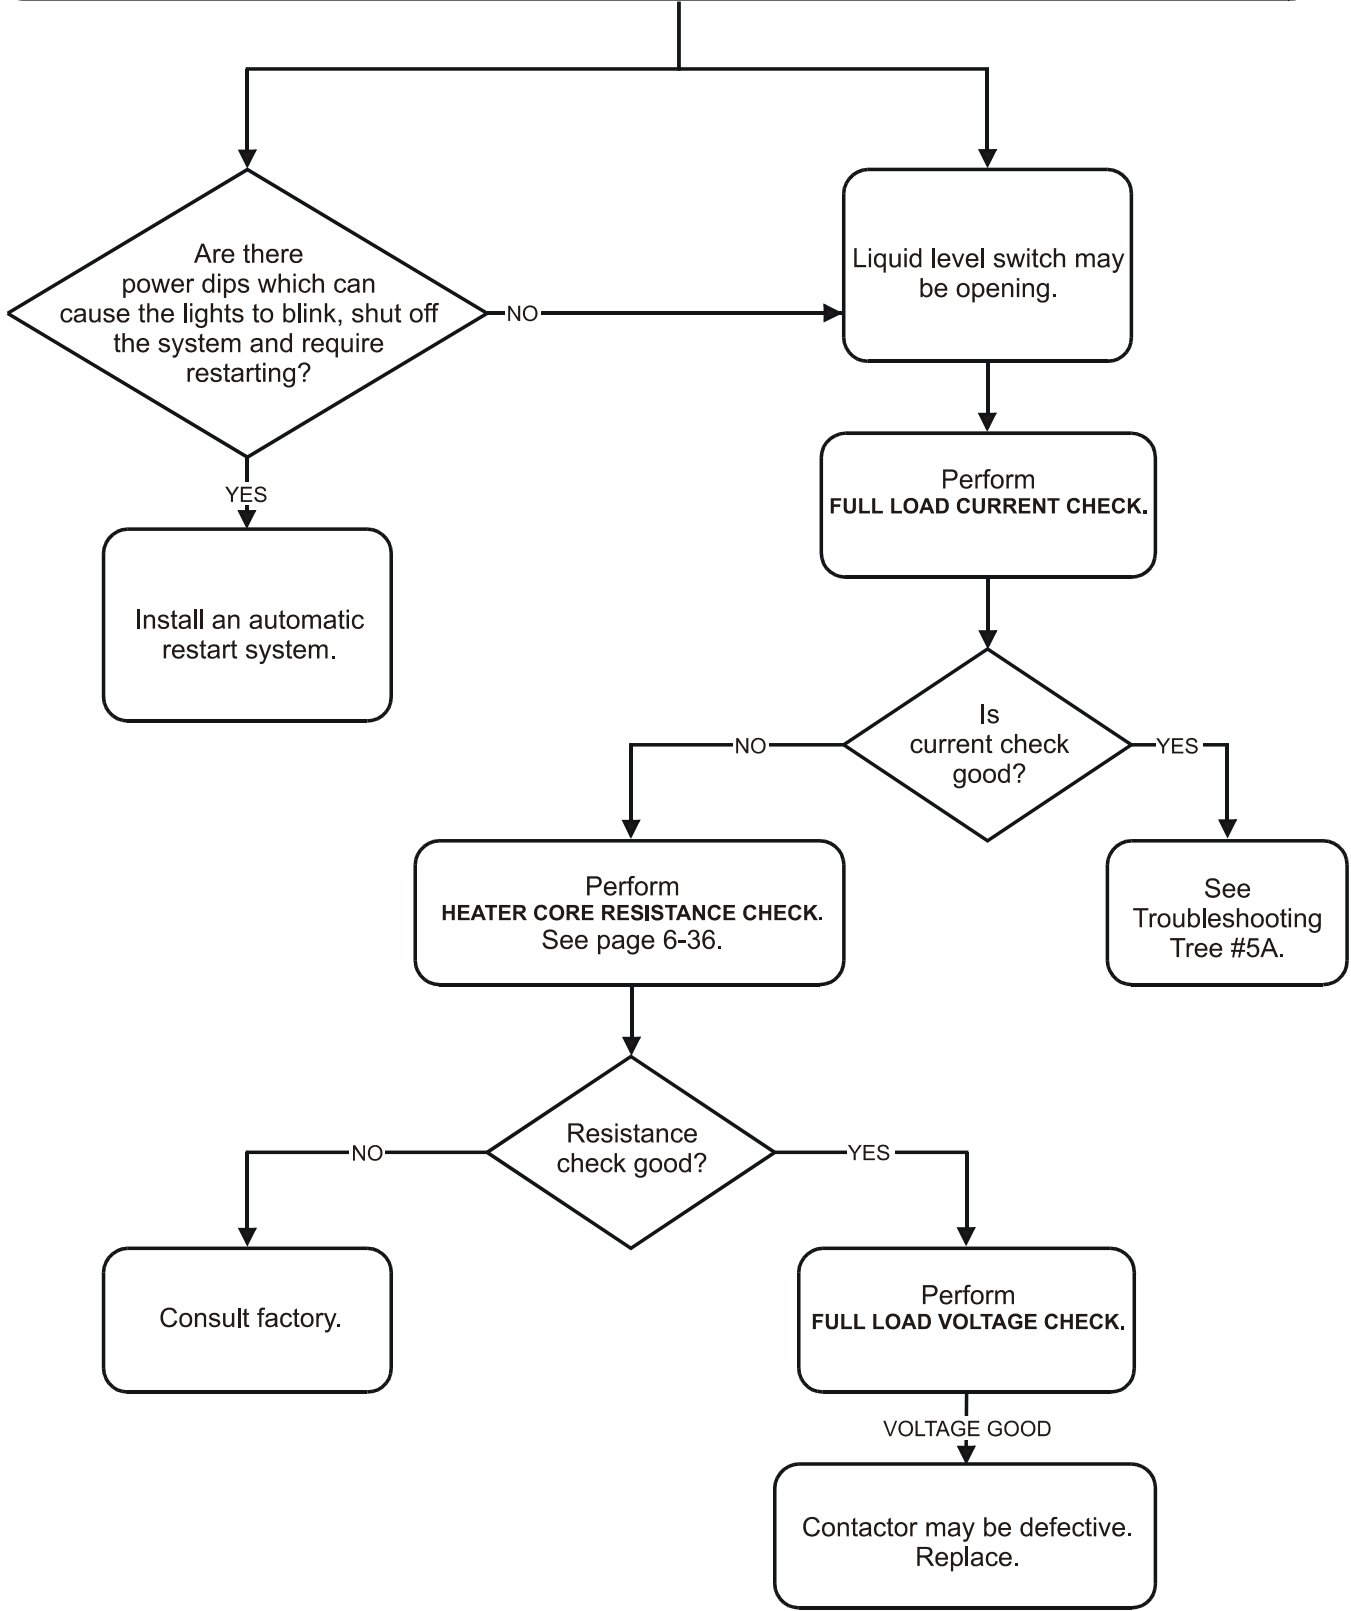 Are there
power dips which can
cause the lights to blink, shut off
the system and require
restarting?
NO
Liquid level switch may
be opening.
YES
Install an automatic
restart system.
Perform
FULL LOAD CURRENT CHECK.
Is
current check
good?
NO
YES
Perform
HEATER CORE RESISTANCE CHECK.
See page 6-36.
See
Troubleshooting
Tree #5A.
Resistance
check good?
NO
YES
Consult factory.
Perform
FULL LOAD VOLTAGE CHECK.
VOLTAGE GOOD
Contactor may be defective.
Replace.